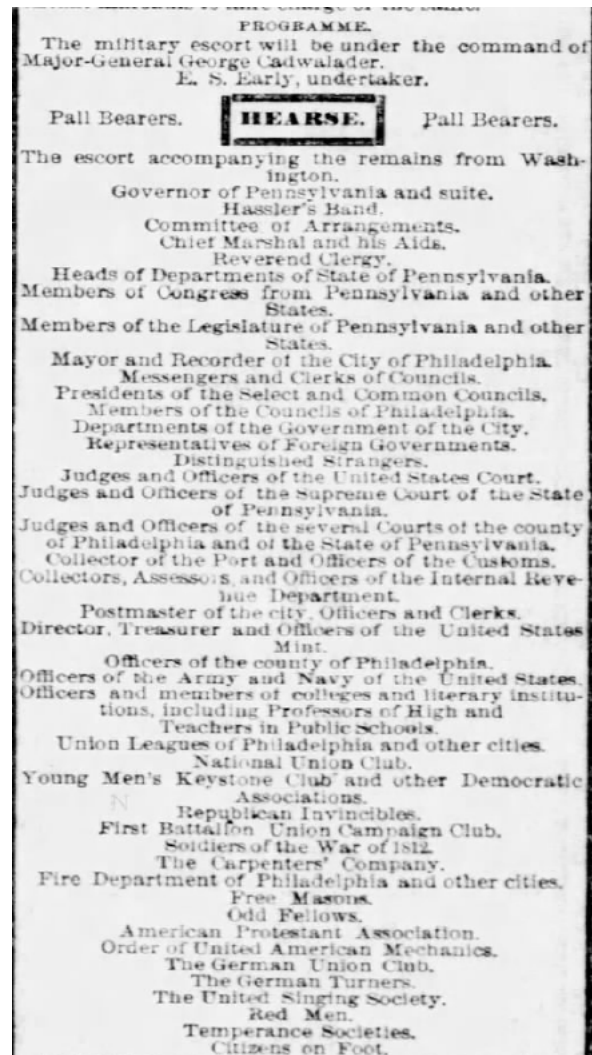 PROGRAMME.
The military escort will be under the command of
Major-General George Cadwalader.
E. S. Early, undertaker.
Pall Bearers. HEARSE. Pall Bearers.
The escort accompanying the remains from Wash-
ington.
Governor of Pennsylvania and suite.
Hassler's Band.
Committee of Arrangements.
Chief Marshal and his Aids.
Reverend Clergy.
Heads of Departments of State of Pennsylvania.
Members of Congress from Pennsylvania and other
States.
Members of the Legislature of Pennsylvania and other
States.
Mayor and Recorder of the City of Philadelphia.
Messengers and Clerks of Councils.
Presidents of the Select and Common Councils.
Members of the Councils of Philadelphia.
Departments of the Government of the City.
Representatives of Foreign Governments.
Distinguished Strangers.
Judges and Officers of the United States Court.
Judges and Officers of the Supreme Court of the State
of Pennsylvania.
Judges and Officers of the several Courts of the county
of Philadelphia and of the State of Pennsylvania.
Collector of the Port and Officers of the Customs.
Collectors, Assessors, and Officers of the Internal Reve-
nue Department.
Postmaster of the city, Officers and Clerks.
Director, Treasurer and Officers of the United States
Mint.
Officers of the county of Philadelphia.
Officers of the Army and Navy of the United States.
Officers and members of colleges and literary institu-
tions, including Professors of High and
Teachers in Public Schools.
Union Leagues of Philadelphia and other cities.
National Union Club.
Young Men's Keystone Club and other Democratic
Associations.
Republican Invincibles.
First Battalion Union Campaign Club.
Soldiers of the War of 1812.
The Carpenters' Company.
Fire Department of Philadelphia and other cities.
Free Masons.
Odd Fellows.
American Protestant Association.
Order of United American Mechanics.
The German Union Club.
The German Turners.
The United Singing Society.
Red Men.
Temperance Societies.
Citizens on Foot.